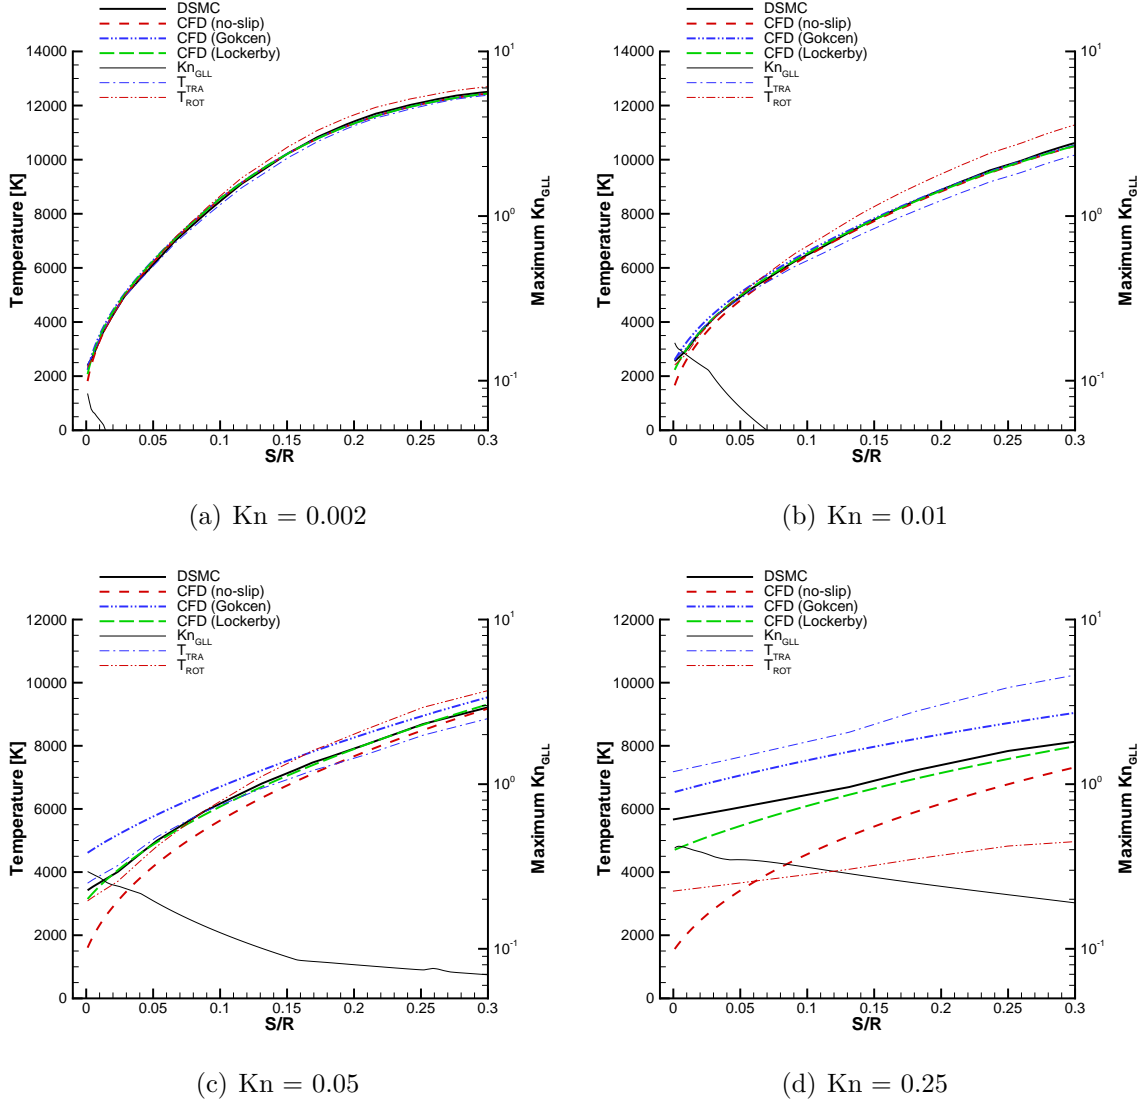 DSMC
CFD (no-slip)
CFD (Gokcen)
CFD (Lockerby)
Kn_GLL
T_TRA
T_ROT
Temperature [K]
14000
12000
10000
8000
6000
4000
2000
0
0 0.05 0.1 0.15 0.2 0.25 0.3
S/R
10^1
10^0
10^-1
Maximum Kn_GLL
(a) Kn = 0.002
DSMC
CFD (no-slip)
CFD (Gokcen)
CFD (Lockerby)
Kn_GLL
T_TRA
T_ROT
Temperature [K]
14000
12000
10000
8000
6000
4000
2000
0
0 0.05 0.1 0.15 0.2 0.25 0.3
S/R
10^1
10^0
10^-1
Maximum Kn_GLL
(b) Kn = 0.01
DSMC
CFD (no-slip)
CFD (Gokcen)
CFD (Lockerby)
Kn_GLL
T_TRA
T_ROT
Temperature [K]
12000
10000
8000
6000
4000
2000
0
0 0.05 0.1 0.15 0.2 0.25 0.3
S/R
10^1
10^0
10^-1
Maximum Kn_GLL
(c) Kn = 0.05
DSMC
CFD (no-slip)
CFD (Gokcen)
CFD (Lockerby)
Kn_GLL
T_TRA
T_ROT
Temperature [K]
12000
10000
8000
6000
4000
2000
0
0 0.05 0.1 0.15 0.2 0.25 0.3
S/R
10^1
10^0
10^-1
Maximum Kn_GLL
(d) Kn = 0.25